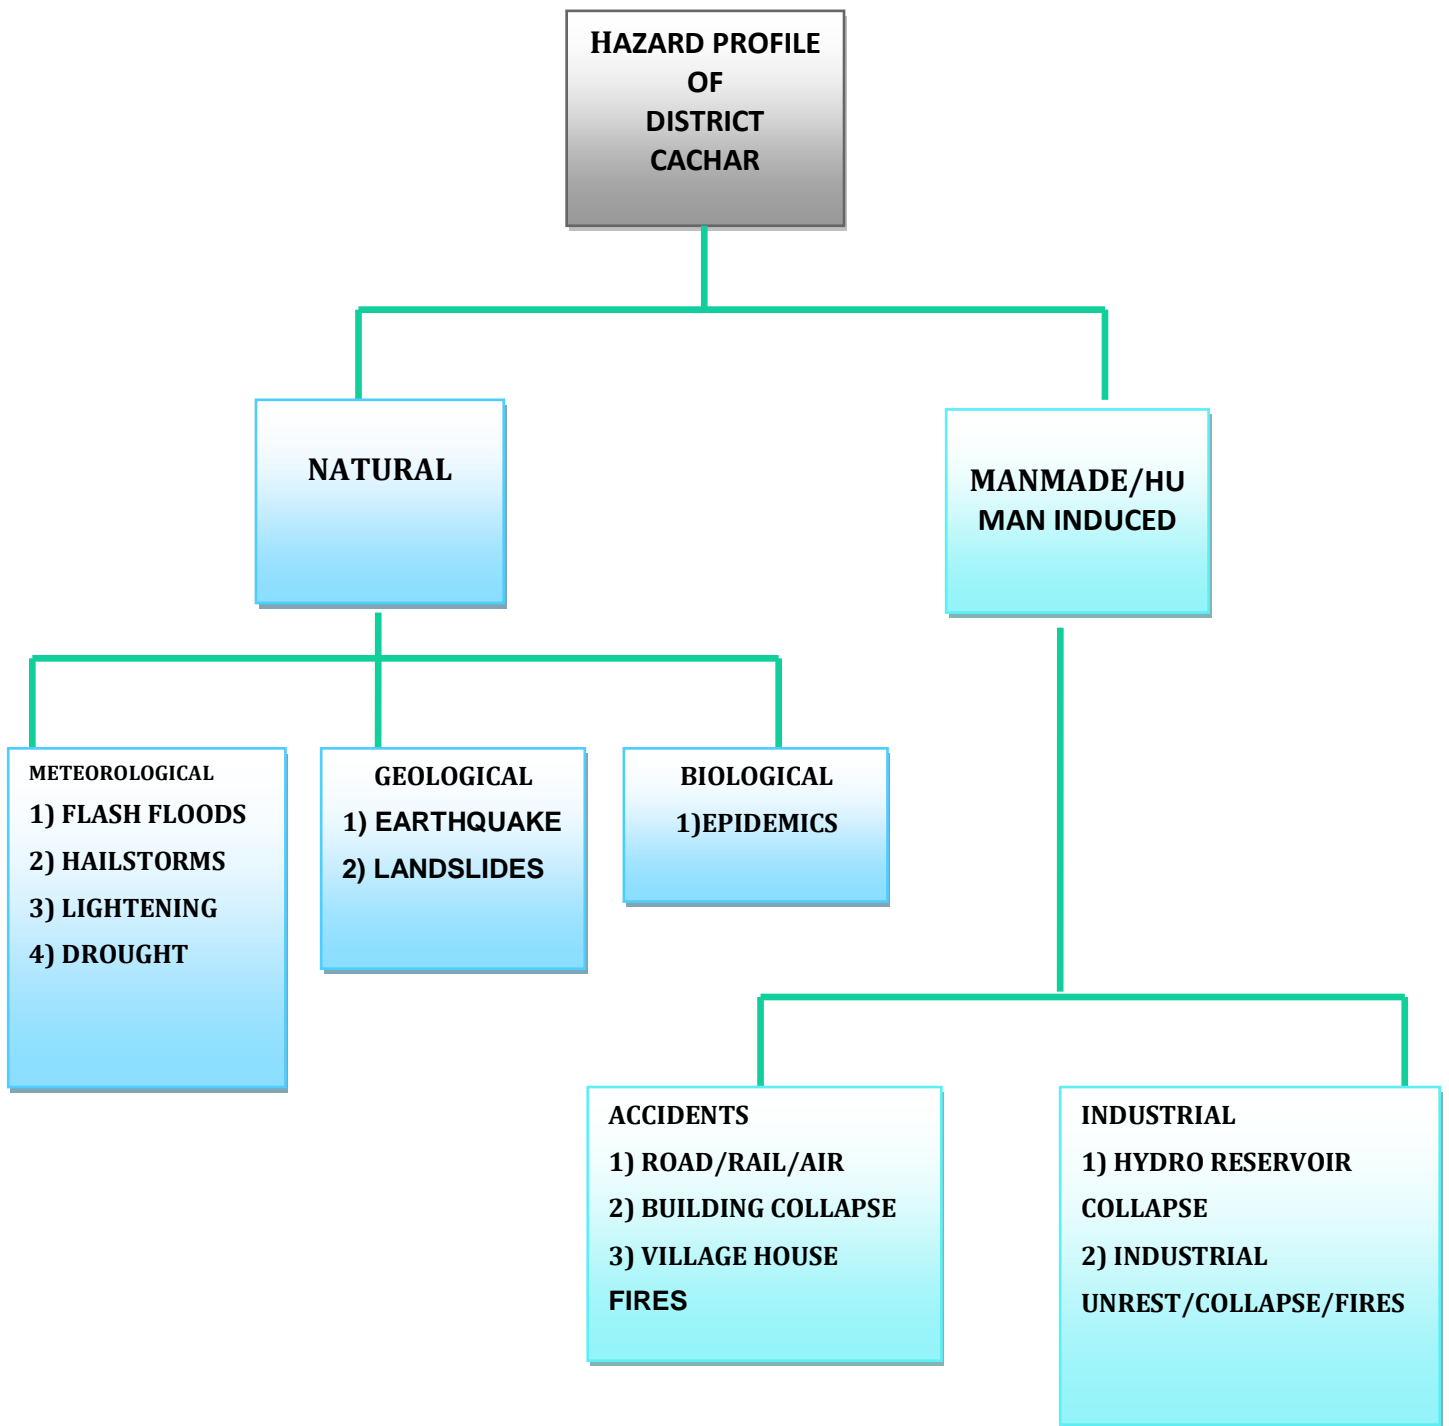 HAZARD PROFILE
OF
DISTRICT
CACHAR
NATURAL
MANMADE/HU
MAN INDUCED
METEOROLOGICAL
1) FLASH FLOODS
2) HAILSTORMS
3) LIGHTENING
4) DROUGHT
GEOLOGICAL
1) EARTHQUAKE
2) LANDSLIDES
BIOLOGICAL
1)EPIDEMICS
ACCIDENTS
1) ROAD/RAIL/AIR
2) BUILDING COLLAPSE
3) VILLAGE HOUSE
FIRES
INDUSTRIAL
1) HYDRO RESERVOIR
COLLAPSE
2) INDUSTRIAL
UNREST/COLLAPSE/FIRES